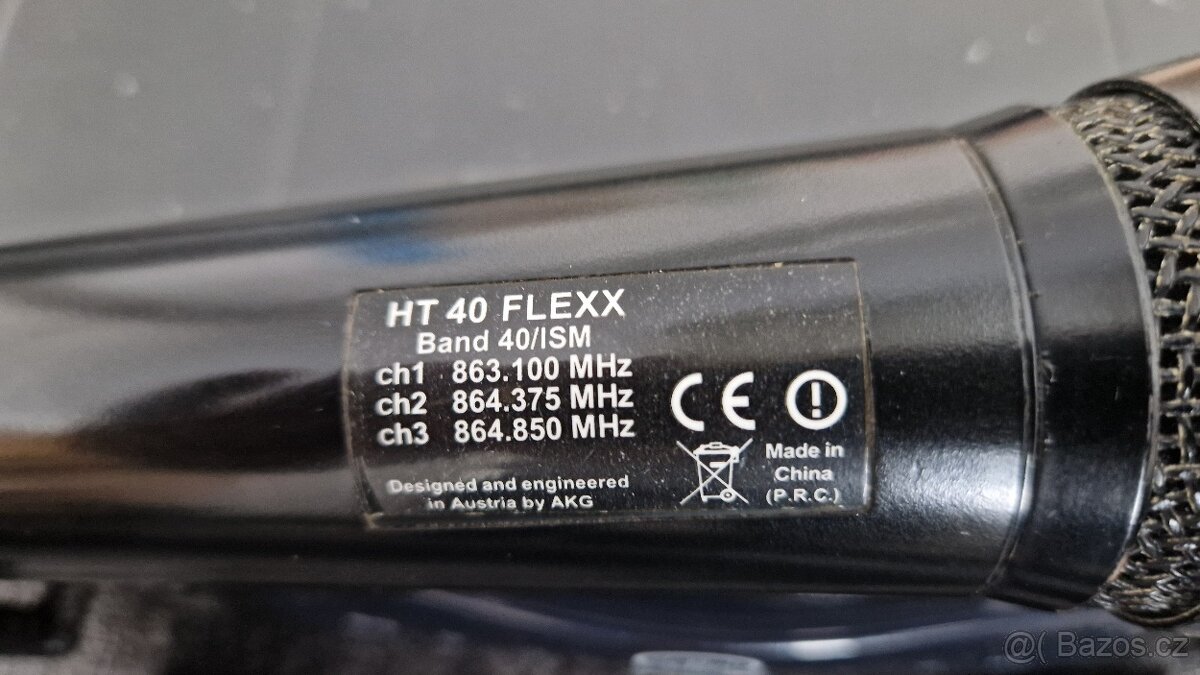 HT 40 FLEXX
Band 40/ISM
ch1 863.100 MHz
ch2 864.375 MHz
ch3 864.850 MHz
CE
Designed and engineered
in Austria by AKG
Made in
China
(P.R.C.)
Bazos.cz